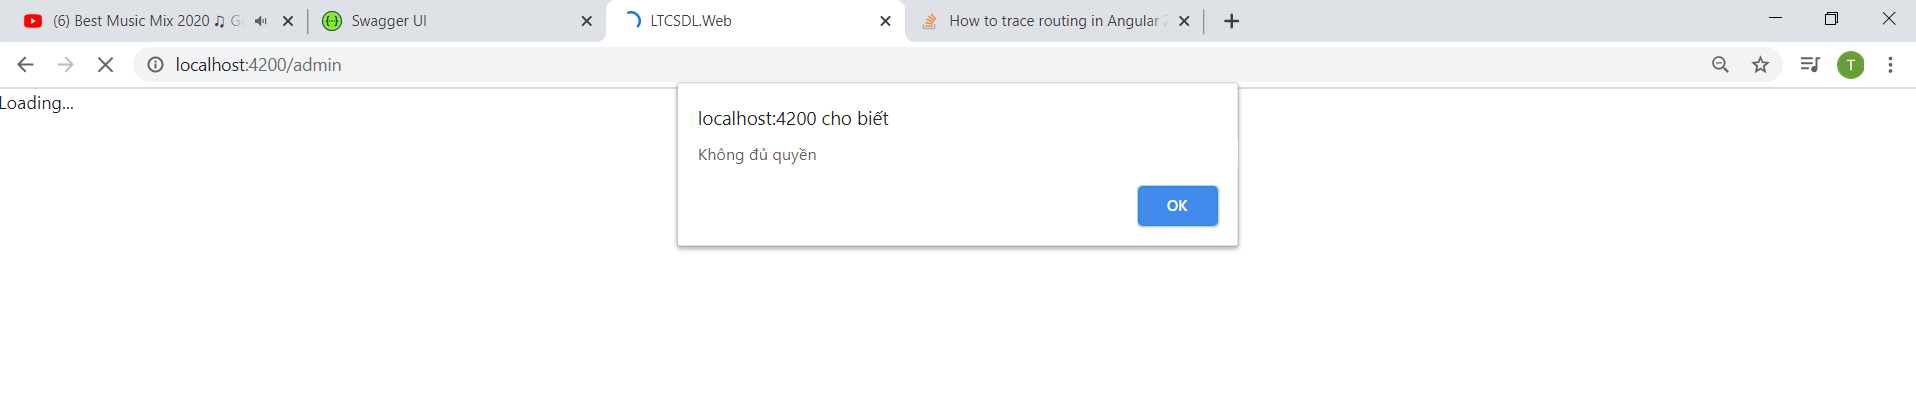 (6) Best Music Mix 2020 ♫ G
Swagger UI
LTCSDL.Web
How to trace routing in Angular 2
localhost:4200/admin
T
Loading...
localhost:4200 cho biết
Không đủ quyền
OK